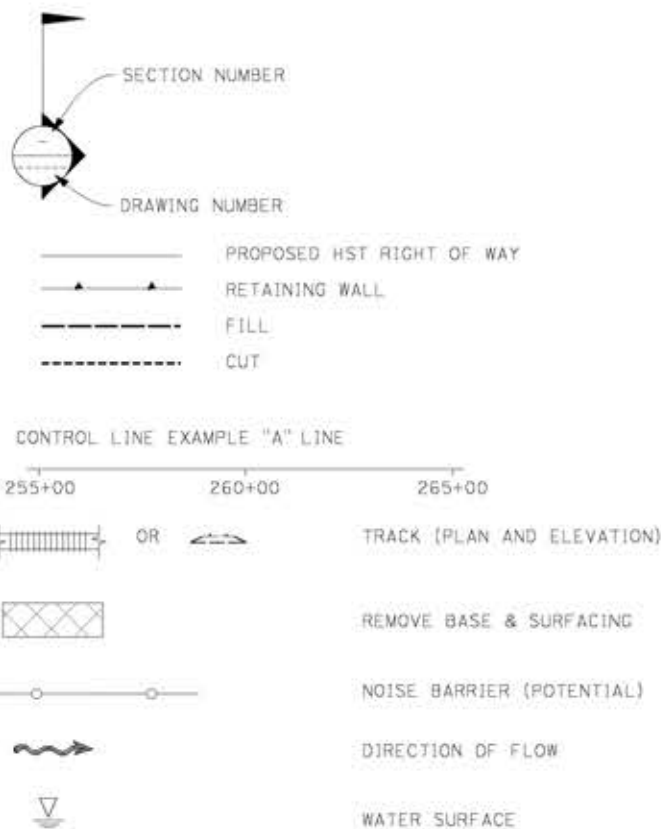 SECTION NUMBER
DRAWING NUMBER
PROPOSED HST RIGHT OF WAY
RETAINING WALL
FILL
CUT
CONTROL LINE EXAMPLE "A" LINE
255+00 260+00 265+00
OR TRACK (PLAN AND ELEVATION)
REMOVE BASE & SURFACING
NOISE BARRIER (POTENTIAL)
DIRECTION OF FLOW
WATER SURFACE